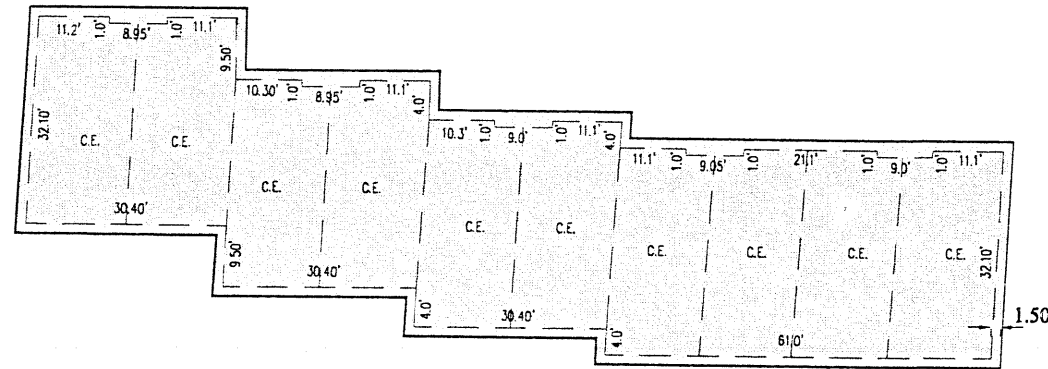 11.2' 1.0' 8.95' 1.0' 11.1'
9.50'
32.10' C.E. C.E.
30.40'
10.30' 1.0' 8.95' 1.0' 11.1'
4.0'
C.E. C.E.
9.50' 30.40'
10.3' 1.0' 9.0' 1.0' 11.1'
4.0'
C.E. C.E.
4.0' 30.40'
11.1' 1.0' 9.05' 1.0' 21.1' 1.0' 9.0' 1.0' 11.1'
C.E. C.E. C.E. C.E. 32.10'
4.0' 61.0'
1.50